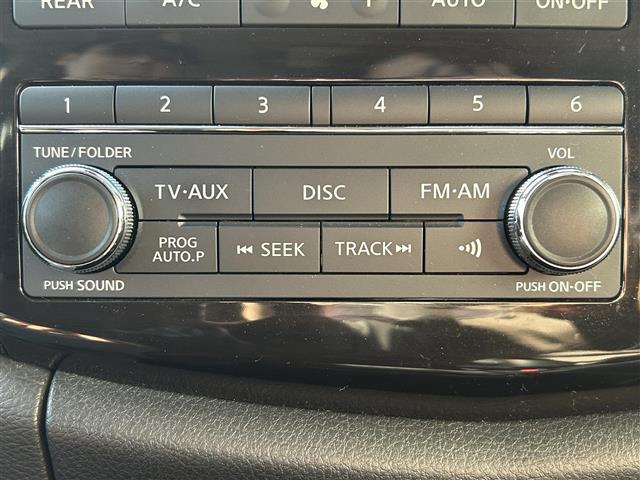 REAR A/C AUTO ON·OFF
1 2 3 4 5 6
TUNE/FOLDER VOL
TV·AUX DISC FM·AM
PROG
AUTO.P
SEEK TRACK
PUSH SOUND PUSH ON·OFF